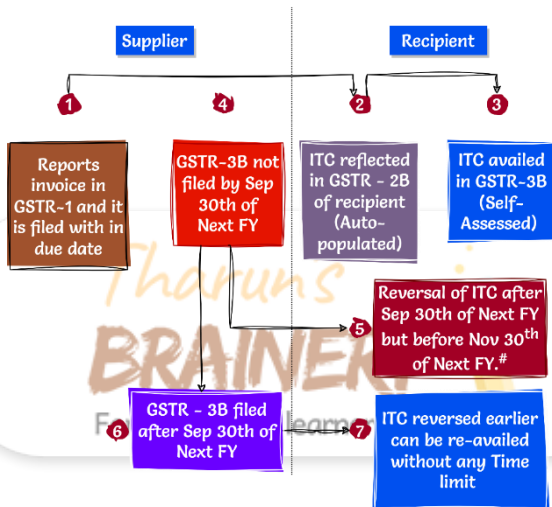 Supplier
Recipient
1
4
2
3
Reports
invoice in
GSTR-1 and it
is filed with in
due date
GSTR-3B not
filed by Sep
30th of
Next FY
ITC reflected
in GSTR - 2B
of recipient
(Auto-
populated)
ITC availed
in GSTR-3B
(Self-
Assessed)
Tharuns
BRAINERY
5
Reversal of ITC after
Sep 30th of Next FY
but before Nov 30th
of Next FY.#
6
GSTR - 3B filed
after Sep 30th of
Next FY
7
ITC reversed earlier
can be re-availed
without any Time
limit